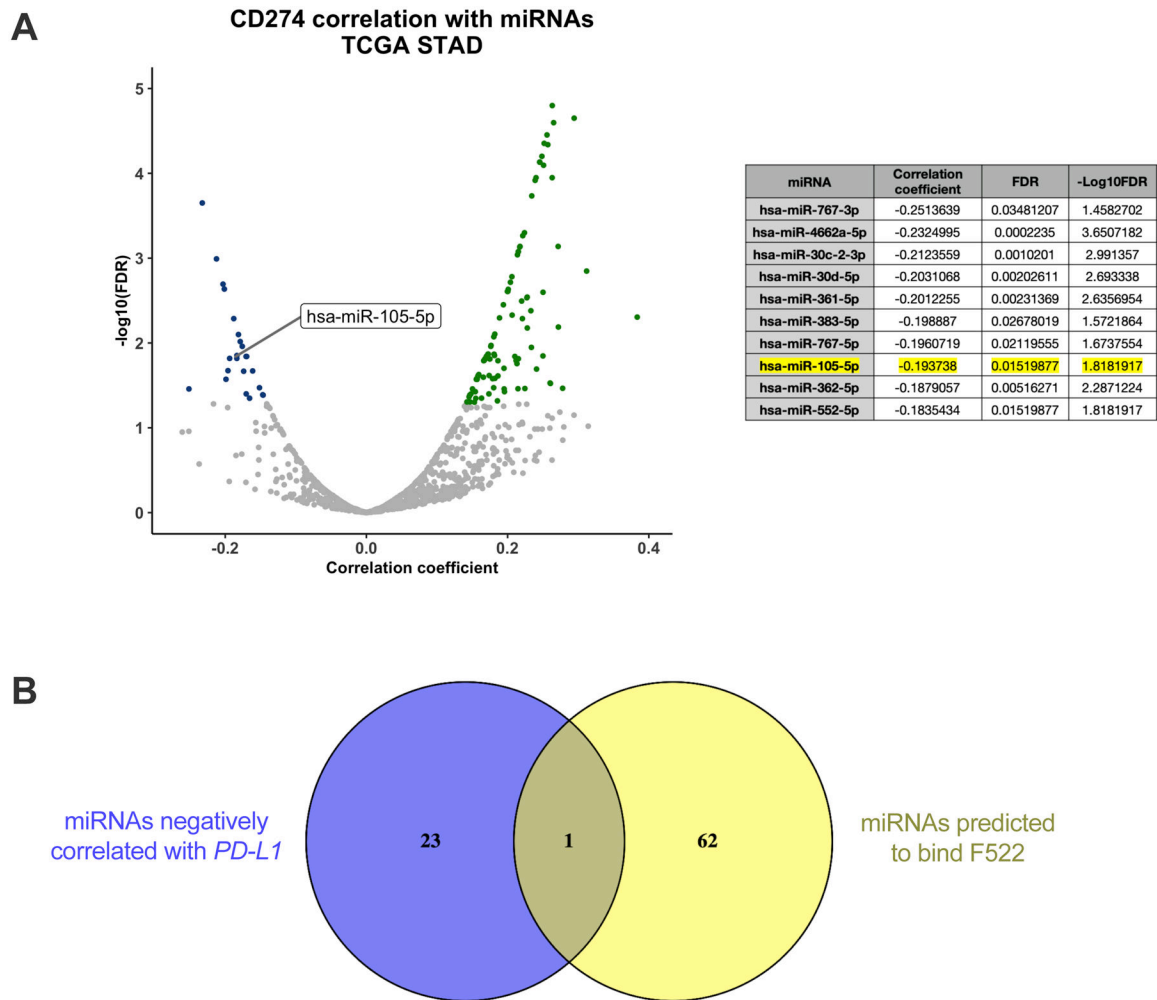 A
CD274 correlation with miRNAs
TCGA STAD
-log10(FDR)
5
4
3
2
1
0
hsa-miR-105-5p
-0.2 0.0 0.2 0.4
Correlation coefficient
miRNA Correlation coefficient FDR -Log10FDR
hsa-miR-767-3p -0.2513639 0.03481207 1.4582702
hsa-miR-4662a-5p -0.2324995 0.0002235 3.6507182
hsa-miR-30c-2-3p -0.2123559 0.0010201 2.991357
hsa-miR-30d-5p -0.2031068 0.00202611 2.693338
hsa-miR-361-5p -0.2012255 0.00231369 2.6356954
hsa-miR-383-5p -0.198887 0.02678019 1.5721864
hsa-miR-767-5p -0.1960719 0.02119555 1.6737554
hsa-miR-105-5p -0.193738 0.01519877 1.8181917
hsa-miR-362-5p -0.1879057 0.00516271 2.2871224
hsa-miR-552-5p -0.1835434 0.01519877 1.8181917
B
miRNAs negatively
correlated with PD-L1
23
1
62
miRNAs predicted
to bind F522